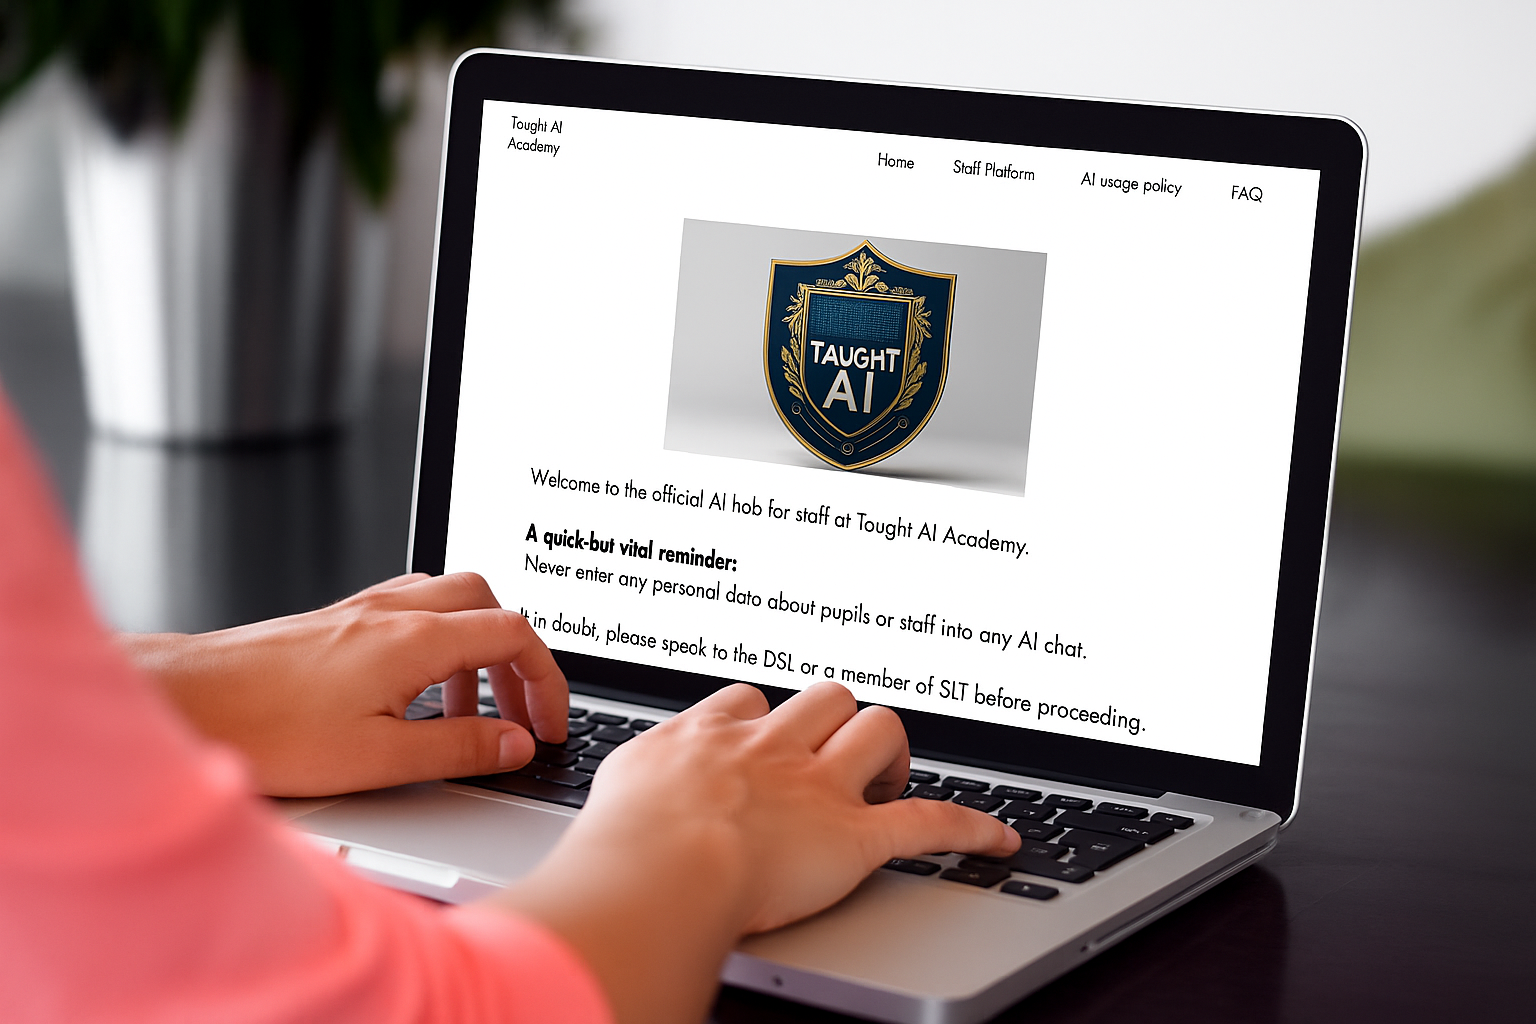 Tought AI
Academy
Home Staff Platform AI usage policy FAQ
TAUGHT
AI
Welcome to the official AI hob for staff at Tought AI Academy.
A quick-but vital reminder:
Never enter any personal dato about pupils or staff into any AI chat.
It in doubt, please speok to the DSL or a member of SLT before proceeding.